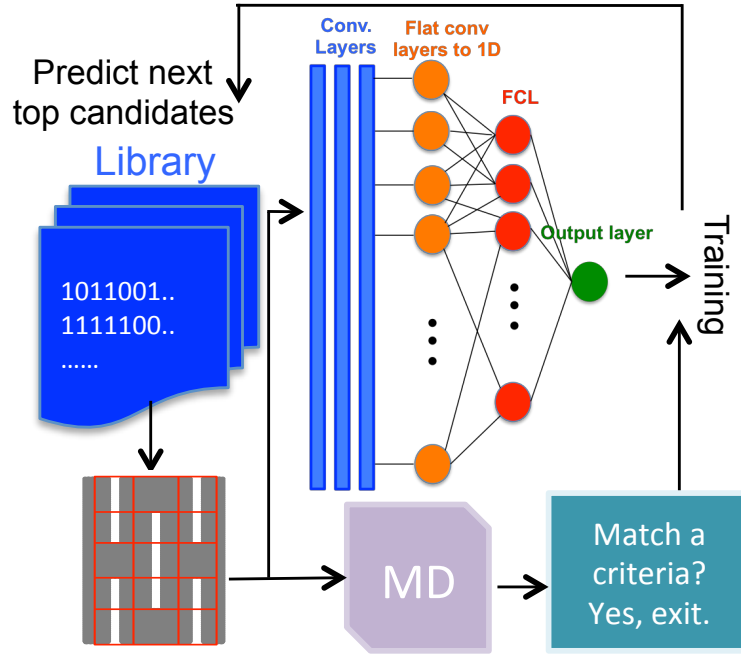 Conv.
Layers
Flat conv
layers to 1D
Predict next
top candidates
FCL
Library
Output layer
1011001..
1111100..
......
Training
MD
Match a
criteria?
Yes, exit.